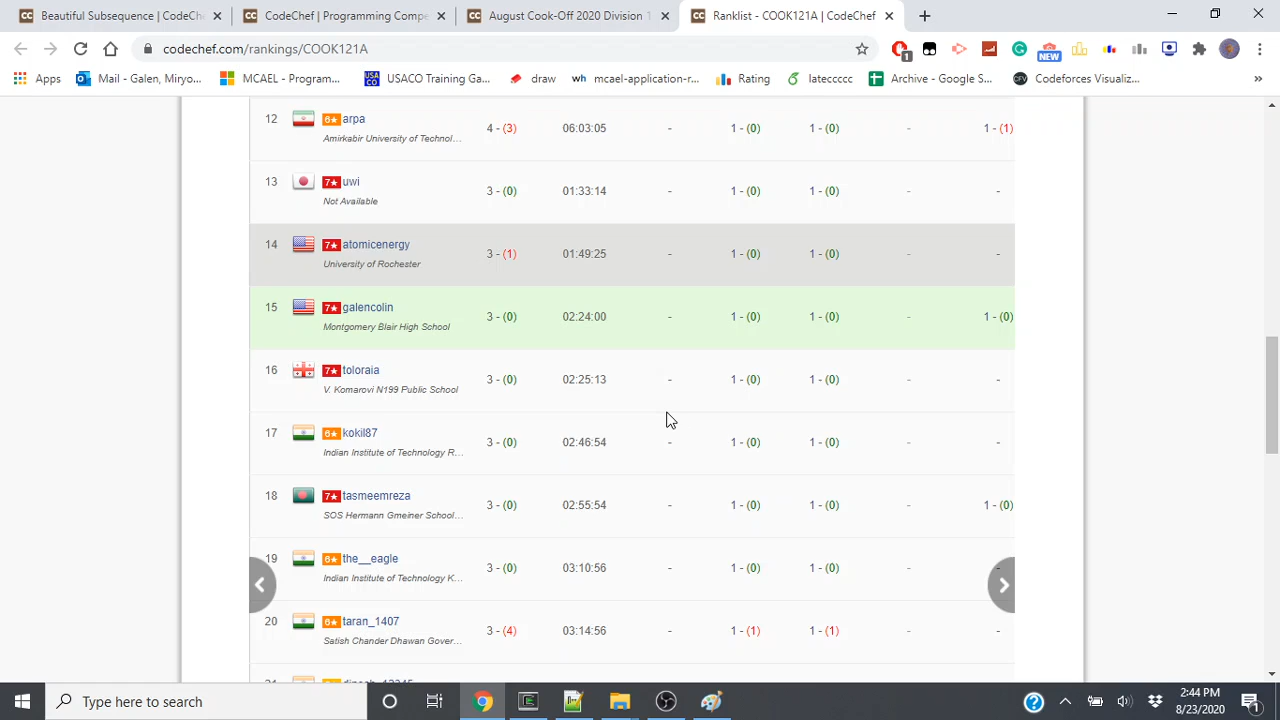 Beautiful Subsequence | CodeChe
CodeChef | Programming Compe
August Cook-Off 2020 Division 1
Ranklist - COOK121A | CodeChef
codechef.com/rankings/COOK121A
1
NEW
Apps
Mail - Galen, Miryo...
MCAEL - Program...
USACO Training Ga...
draw
wh mcaael-application-r...
Rating
lateccccc
Archive - Google S...
Codeforces Visualiz...
»
12 6★ arpa 4 - (3) 06:03:05 - 1 - (0) 1 - (0) - 1 - (1)
Amirkabir University of Technol...
13 7★ uwi 3 - (0) 01:33:14 - 1 - (0) 1 - (0) - -
Not Available
14 7★ atomicenergy 3 - (1) 01:49:25 - 1 - (0) 1 - (0) - -
University of Rochester
15 7★ galencolin 3 - (0) 02:24:00 - 1 - (0) 1 - (0) - 1 - (0)
Montgomery Blair High School
16 7★ toloraia 3 - (0) 02:25:13 - 1 - (0) 1 - (0) - -
V. Komarovi N199 Public School
17 6★ kokil87 3 - (0) 02:46:54 - 1 - (0) 1 - (0) - -
Indian Institute of Technology R...
18 7★ tasmeemreza 3 - (0) 02:55:54 - 1 - (0) 1 - (0) - 1 - (0)
SOS Hermann Gmeiner School...
19 6★ the__eagle 3 - (0) 03:10:56 - 1 - (0) 1 - (0) - -
Indian Institute of Technology K...
20 6★ taran_1407 3 - (4) 03:14:56 - 1 - (1) 1 - (1) - -
Satish Chander Dhawan Gover...
Type here to search
2:44 PM
8/23/2020
1